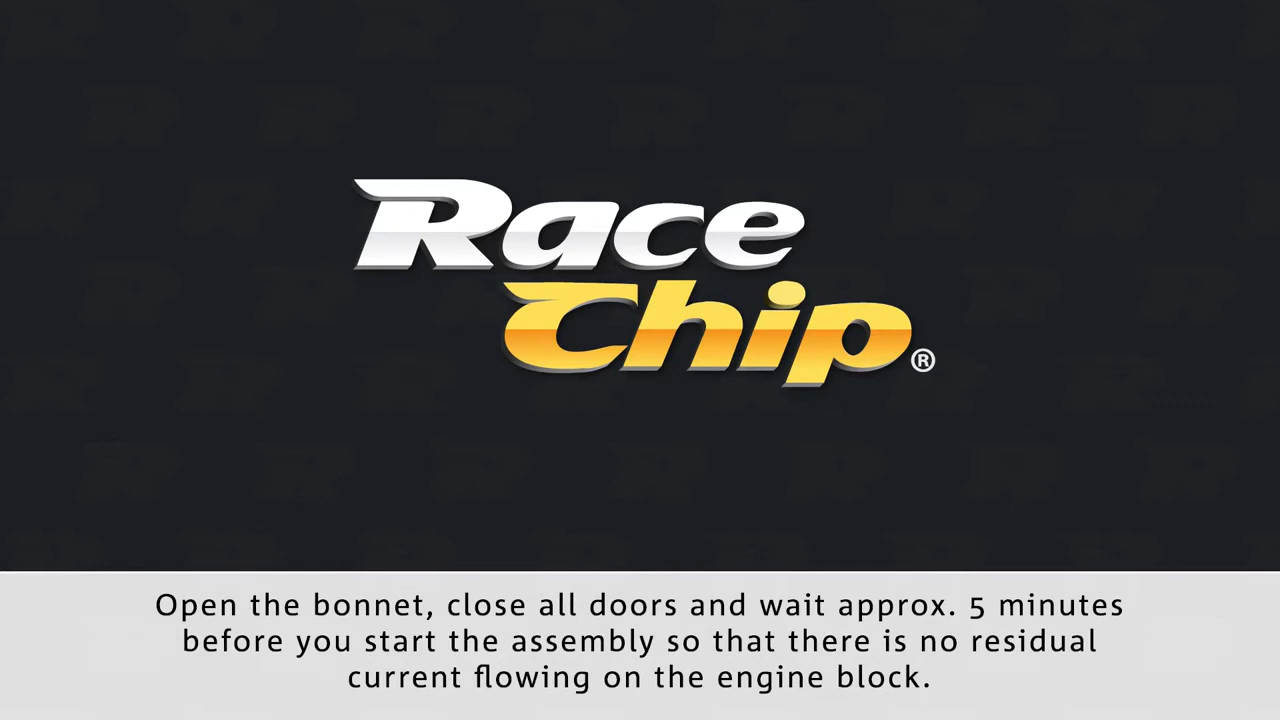 Race
Chip®
Open the bonnet, close all doors and wait approx. 5 minutes
before you start the assembly so that there is no residual
current flowing on the engine block.